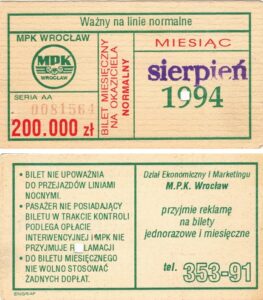 Ważny na linie normalne
MPK WROCŁAW
MPK
WROCŁAW
SERIA AA
0081564
200.000 zł
BILET MIESIĘCZNY
NA OKAZICIELA
NORMALNY
MIESIĄC
sierpień
1994
• BILET NIE UPOWAŻNIA
DO PRZEJAZDÓW LINIAMI
NOCNYMI.
• PASAŻER NIE POSIADAJĄCY
BILETU W TRAKCIE KONTROLI
PODLEGA OPŁACIE
INTERWENCYJNEJ I MPK NIE
PRZYJMUJE R LAMACJI
• DO BILETU MIESIĘCZNEGO
NIE WOLNO STOSOWAĆ
ŻADNYCH DOPŁAT.
Dział Ekonomiczny i Marketingu
M.P.K. Wrocław
przyjmie reklamę
na bilety
jednorazowe i miesięczne
tel. 353-91